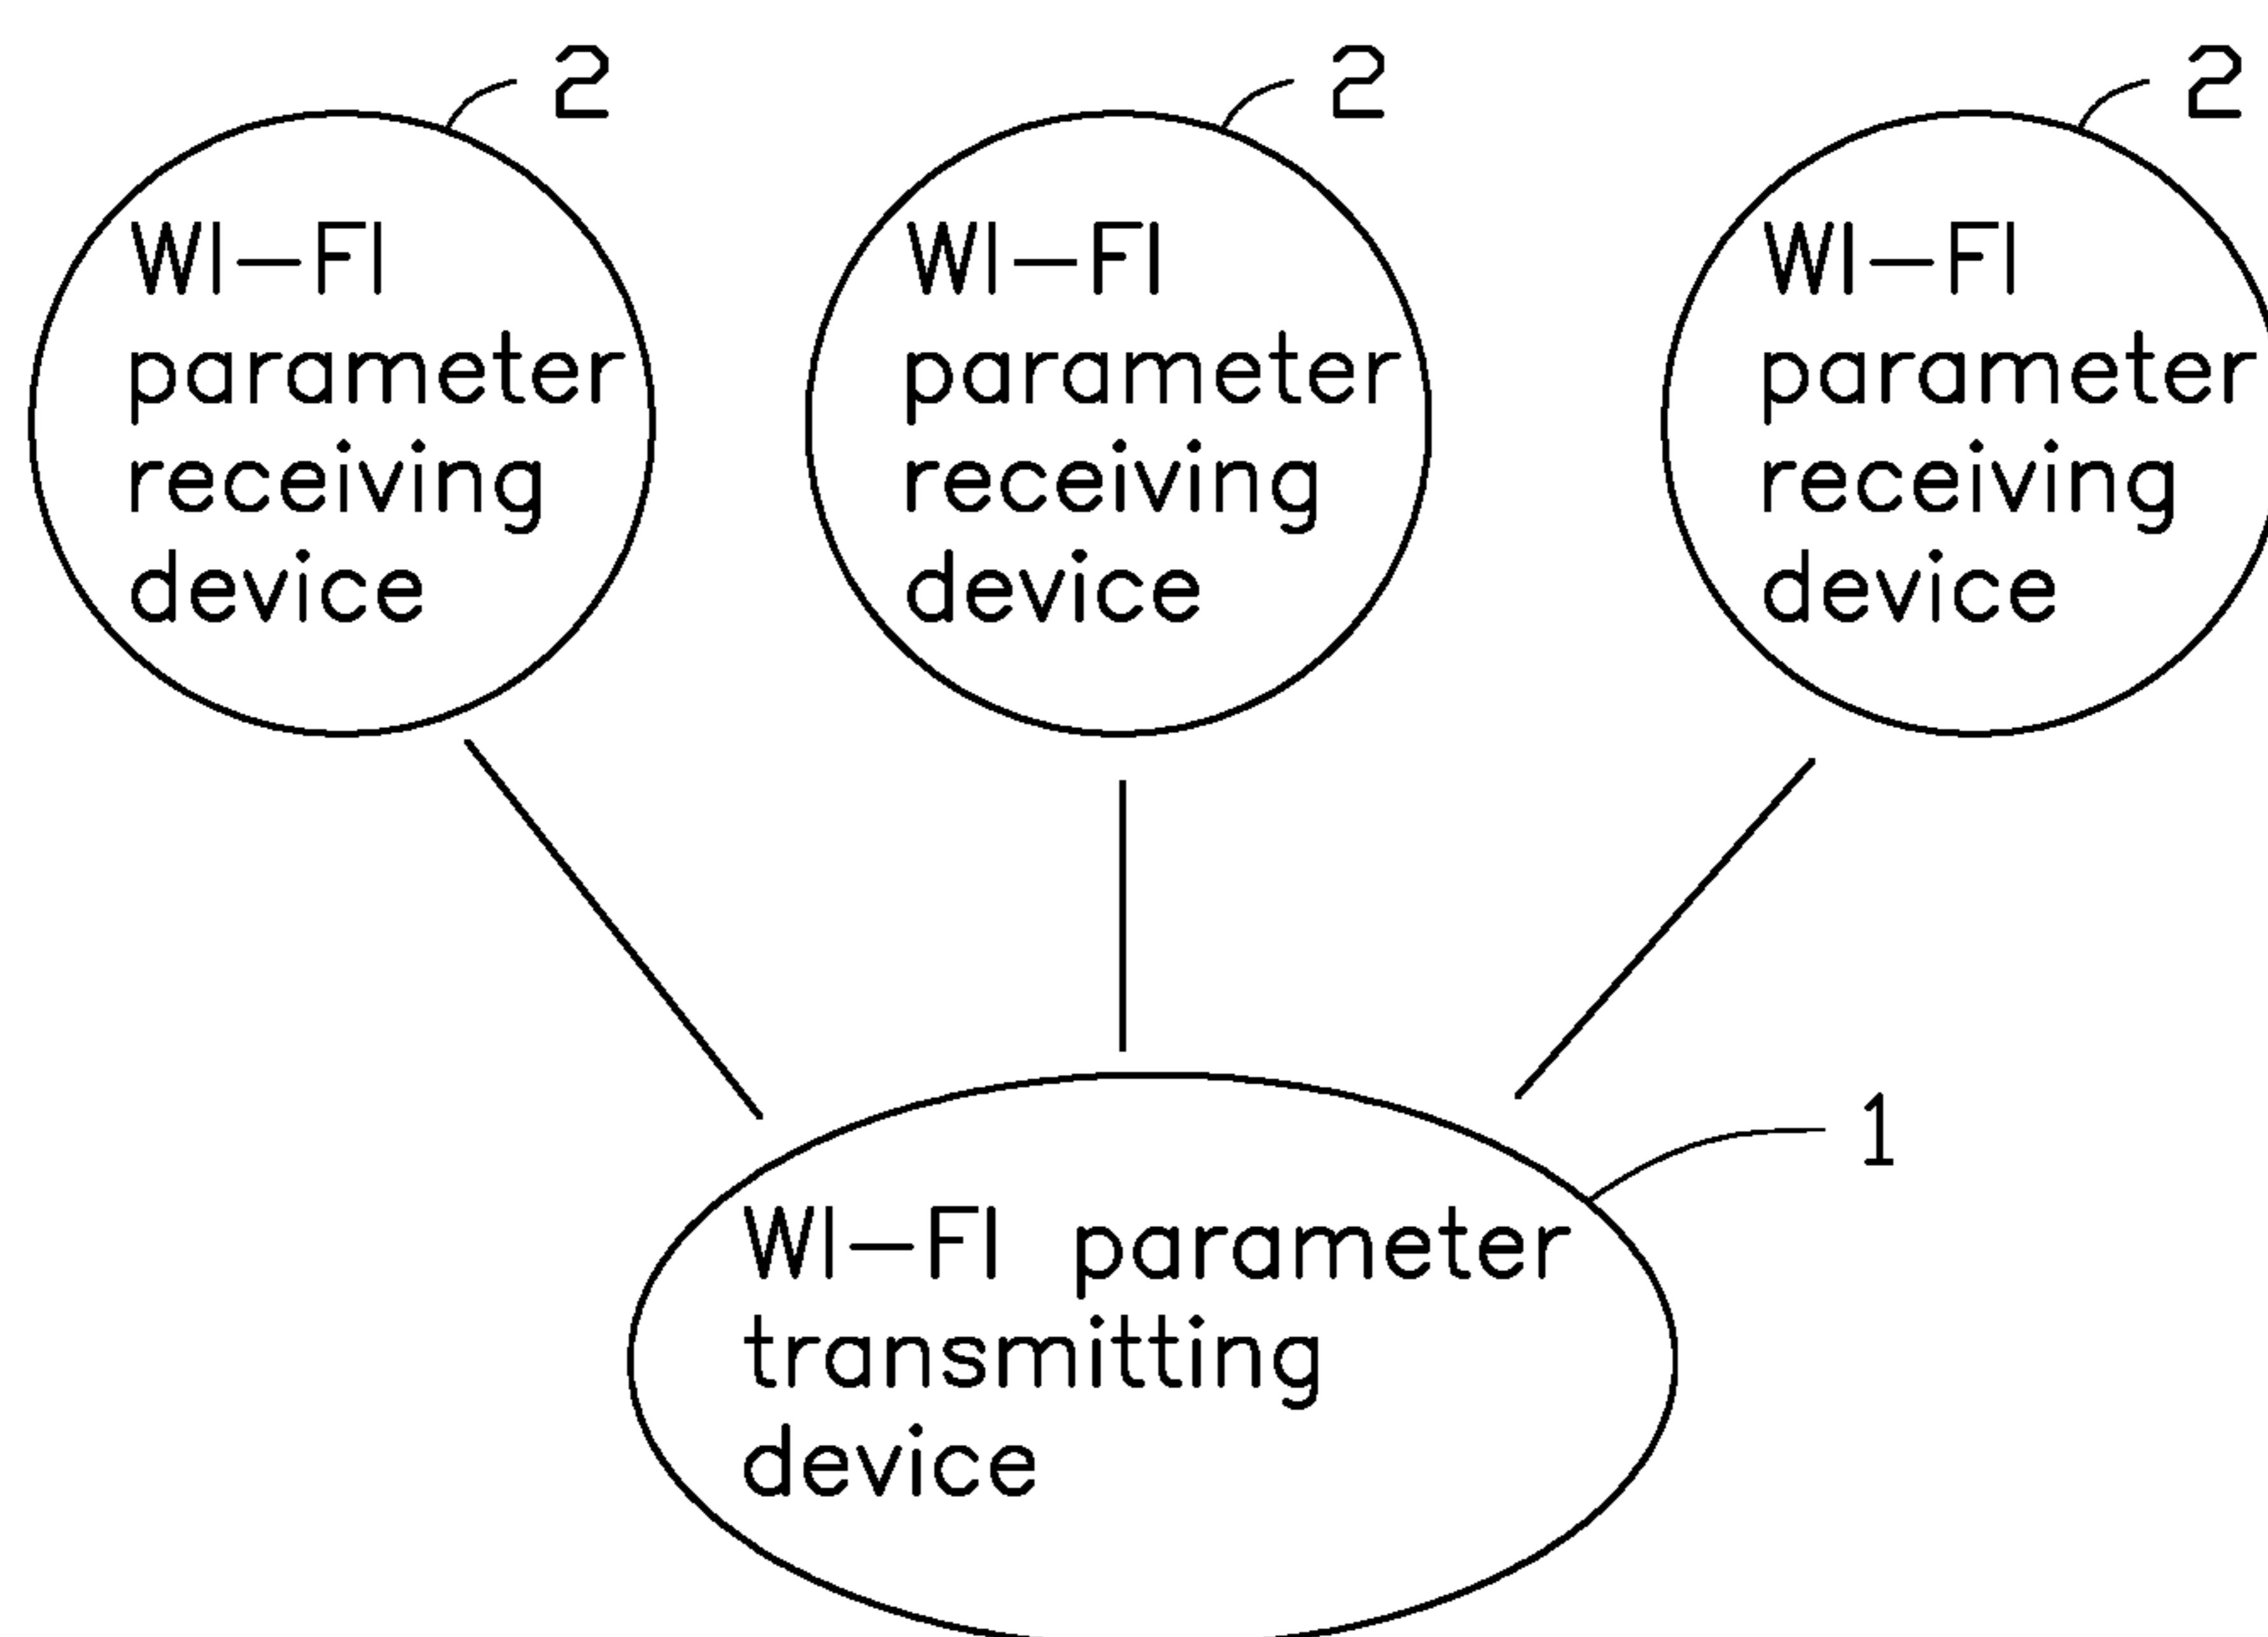 2
2
2
WI-FI
parameter
receiving
device
WI-FI
parameter
receiving
device
WI-FI
parameter
receiving
device
1
WI-FI parameter
transmitting
device